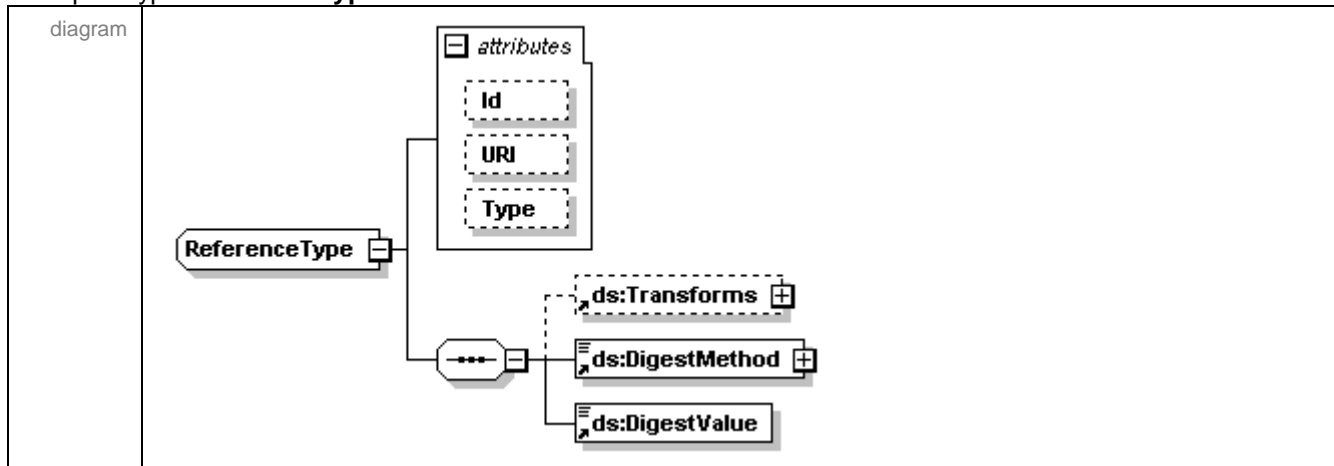 diagram
attributes
Id
URI
Type
ReferenceType
ds:Transforms
ds:DigestMethod
ds:DigestValue